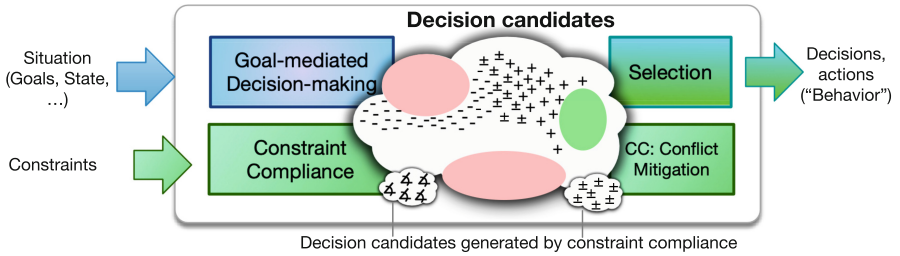 Decision candidates
Situation
(Goals, State,
…)
Goal-mediated
Decision-making
Selection
Decisions,
actions
(“Behavior”)
Constraints
Constraint
Compliance
CC: Conflict
Mitigation
Decision candidates generated by constraint compliance